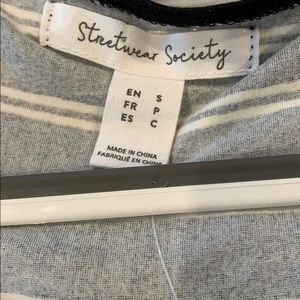 Streetwear Society
EN S
FR P
ES C
MADE IN CHINA
FABRIQUÉ EN CHINE